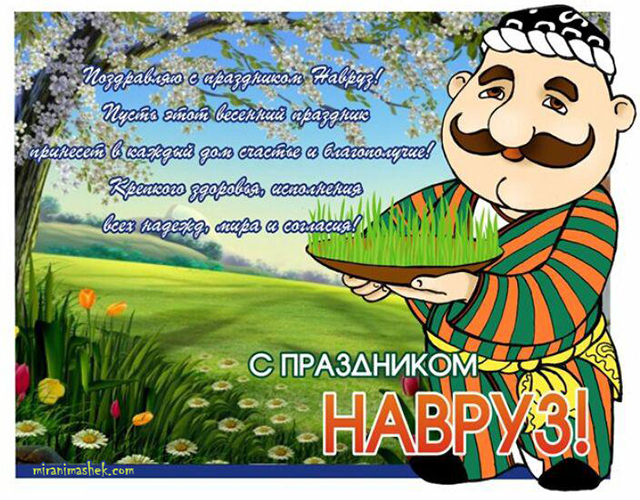 Поздравляю с праздником Навруз!
Пусть этот весенний праздник
принесет в каждый дом счастье и благополучие!
Крепкого здоровья, исполнения
всех надежд, мира и согласия!
С ПРАЗДНИКОМ
НАВРУЗ!
miranimashek.com